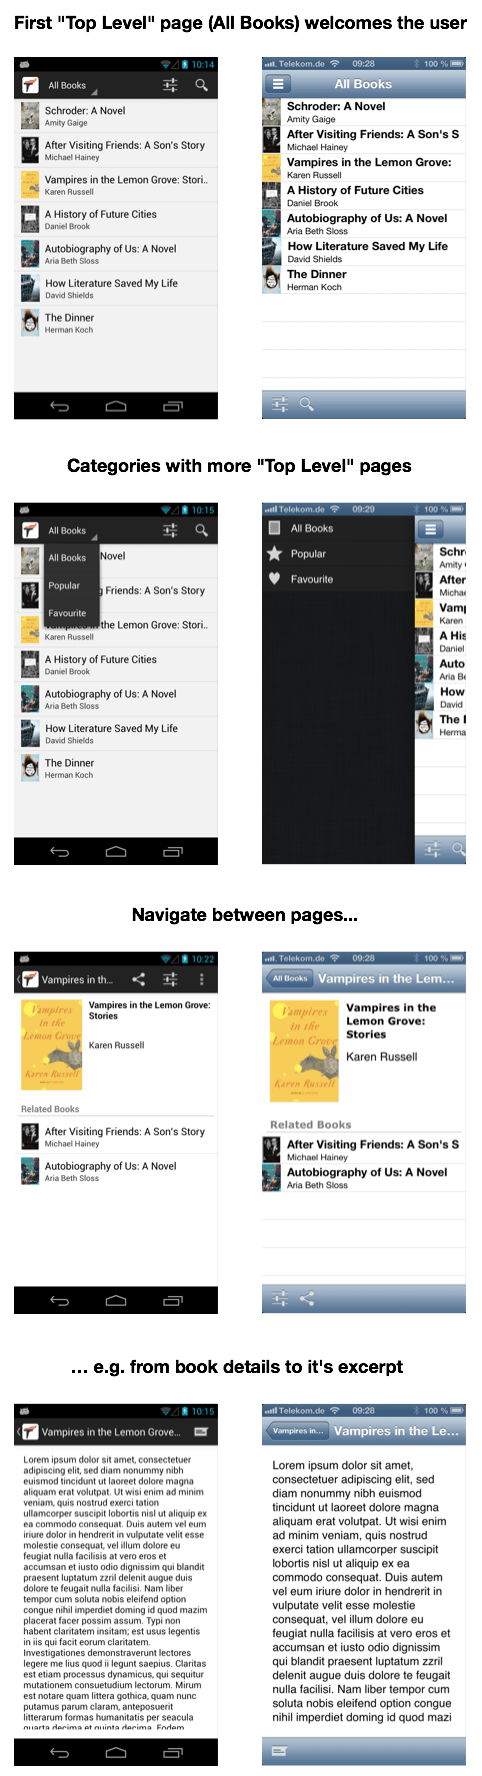 First "Top Level" page (All Books) welcomes the user
10:14
All Books
Schroder: A Novel
Amity Gaige
After Visiting Friends: A Son's Story
Michael Hainey
Vampires in the Lemon Grove: Stori..
Karen Russell
A History of Future Cities
Daniel Brook
Autobiography of Us: A Novel
Aria Beth Sloss
How Literature Saved My Life
David Shields
The Dinner
Herman Koch
Telekom.de 09:28 100 %
All Books
Schroder: A Novel
Amity Gaige
After Visiting Friends: A Son's S
Michael Hainey
Vampires in the Lemon Grove:
Karen Russell
A History of Future Cities
Daniel Brook
Autobiography of Us: A Novel
Aria Beth Sloss
How Literature Saved My Life
David Shields
The Dinner
Herman Koch
Categories with more "Top Level" pages
10:15
All Books
All Books
Popular
Favourite
Novel
g Friends: A Son's Story
Vampires in the Lemon Grove: Stori..
Karen Russell
A History of Future Cities
Daniel Brook
Autobiography of Us: A Novel
Aria Beth Sloss
How Literature Saved My Life
David Shields
The Dinner
Herman Koch
Telekom.de 09:29 100 %
All Books
Popular
Favourite
Schr
Amity
After
Michae
Vamp
Karen
A His
Daniel
Auto
Aria Be
How
David
The
Herma
Navigate between pages...
10:22
Vampires in th...
Vampires in the Lemon Grove
Karen Russell
Vampires in the Lemon Grove:
Stories
Karen Russell
Related Books
After Visiting Friends: A Son's Story
Michael Hainey
Autobiography of Us: A Novel
Aria Beth Sloss
Telekom.de 09:28 100 %
All Books
Vampires in the Lem...
Vampires in the Lemon Grove
Karen Russell
Vampires in the
Lemon Grove:
Stories
Karen Russell
Related Books
After Visiting Friends: A Son's S
Michael Hainey
Autobiography of Us: A Novel
Aria Beth Sloss
... e.g. from book details to it's excerpt
10:15
Vampires in the Lemon Grove...
Lorem ipsum dolor sit amet, consectetuer
adipiscing elit, sed diam nonummy nibh
euismod tincidunt ut laoreet dolore magna
aliquam erat volutpat. Ut wisi enim ad minim
veniam, quis nostrud exerci tation
ullamcorper suscipit lobortis nisl ut aliquip ex
ea commodo consequat. Duis autem vel eum
iriure dolor in hendrerit in vulputate velit esse
molestie consequat, vel illum dolore eu
feugiat nulla facilisis at vero eros et
accumsan et iusto odio dignissim qui blandit
praesent luptatum zzril delenit augue duis
dolore te feugait nulla facilisi. Nam liber
tempor cum soluta nobis eleifend option
congue nihil imperdiet doming id quod mazim
placerat facer possim assum. Typi non
habent claritatem insitam; est usus legentis
in iis qui facit eorum claritatem.
Investigationes demonstraverunt lectores
legere me lius quod ii legunt saepius. Claritas
est etiam processus dynamicus, qui sequitur
mutationem consuetudium lectorum. Mirum
est notare quam littera gothica, quam nunc
putamus parum claram, anteposuerit
litterarum formas humanitatis per seacula
quarta decima et quinta decima. Eodem
Telekom.de 09:28 100 %
Vampires in...
Vampires in the Le...
Lorem ipsum dolor sit amet,
consectetuer adipiscing elit, sed
diam nonummy nibh euismod
tincidunt ut laoreet dolore magna
aliquam erat volutpat. Ut wisi
enim ad minim veniam, quis
nostrud exerci tation ullamcorper
suscipit lobortis nisl ut aliquip ex
ea commodo consequat. Duis
autem vel eum iriure dolor in
hendrerit in vulputate velit esse
molestie consequat, vel illum
dolore eu feugiat nulla facilisis
at vero eros et accumsan et iusto
odio dignissim qui blandit
praesent luptatum zzril delenit
augue duis dolore te feugait nulla
facilisi. Nam liber tempor cum
soluta nobis eleifend option congue
nihil imperdiet doming id quod mazi